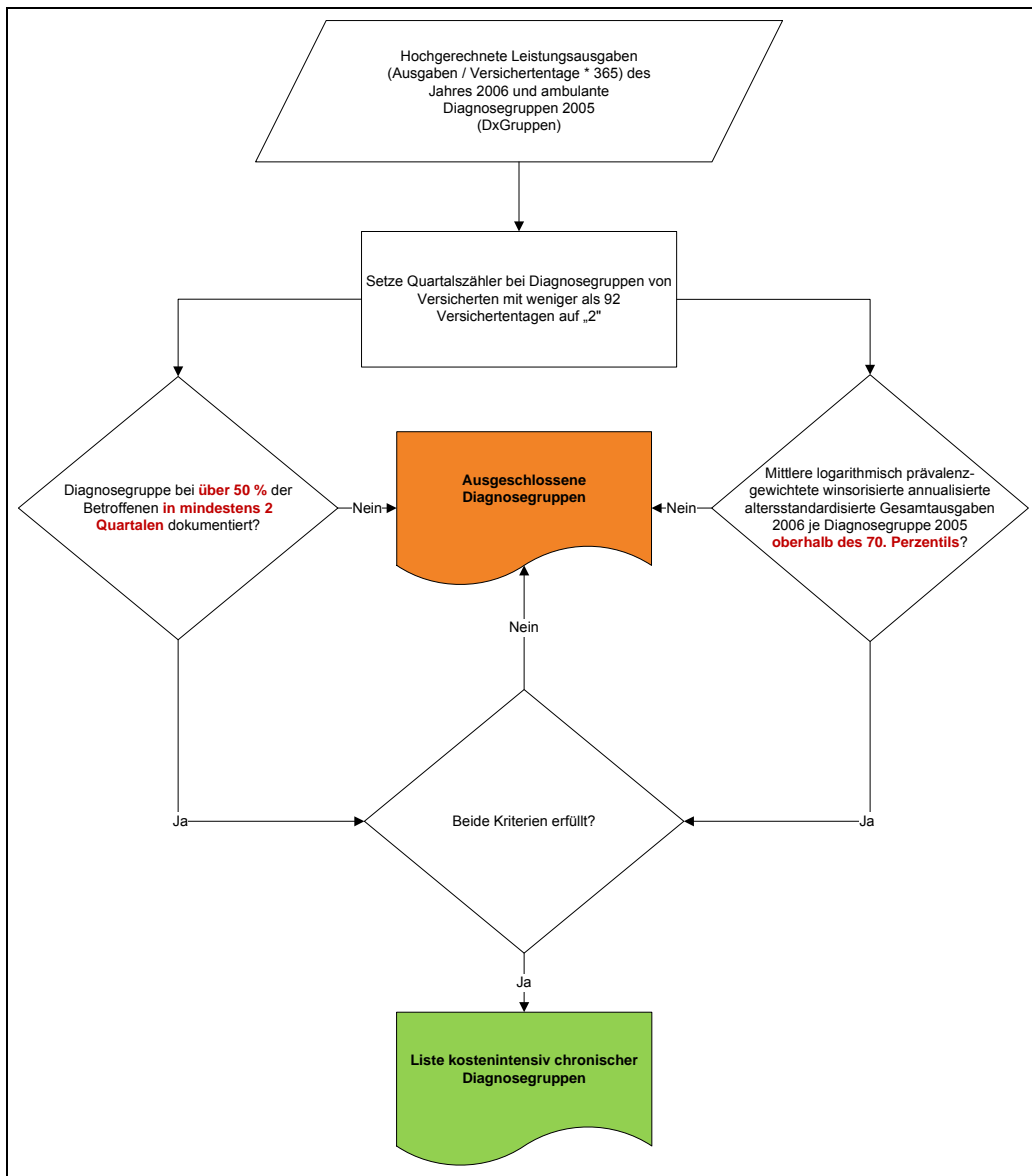 Hochgerechnete Leistungsausgaben
(Ausgaben / Versichertentage * 365) des
Jahres 2006 und ambulante
Diagnosegruppen 2005
(DxGruppen)
Setze Quartalszähler bei Diagnosegruppen von
Versicherten mit weniger als 92
Versichertentagen auf „2"
Diagnosegruppe bei über 50 % der
Betroffenen in mindestens 2
Quartalen dokumentiert?
Nein
Ausgeschlossene
Diagnosegruppen
Nein
Mittlere logarithmisch prävalenz-
gewichtete winsorisierte annualisierte
altersstandardisierte Gesamtausgaben
2006 je Diagnosegruppe 2005
oberhalb des 70. Perzentils?
Nein
Ja
Beide Kriterien erfüllt?
Ja
Ja
Liste kostenintensiv chronischer
Diagnosegruppen